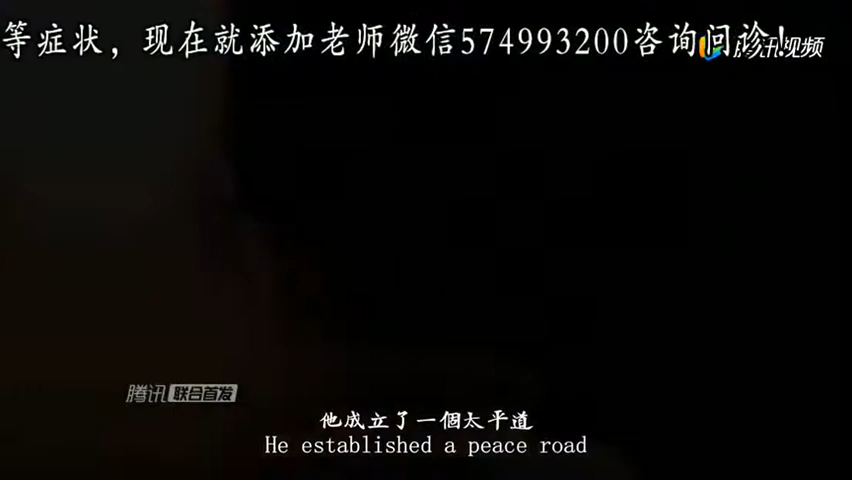 等症状，现在就添加老师微信574993200咨询问诊!
腾讯视频
腾讯 联合首发
他成立了一個太平道
He established a peace road